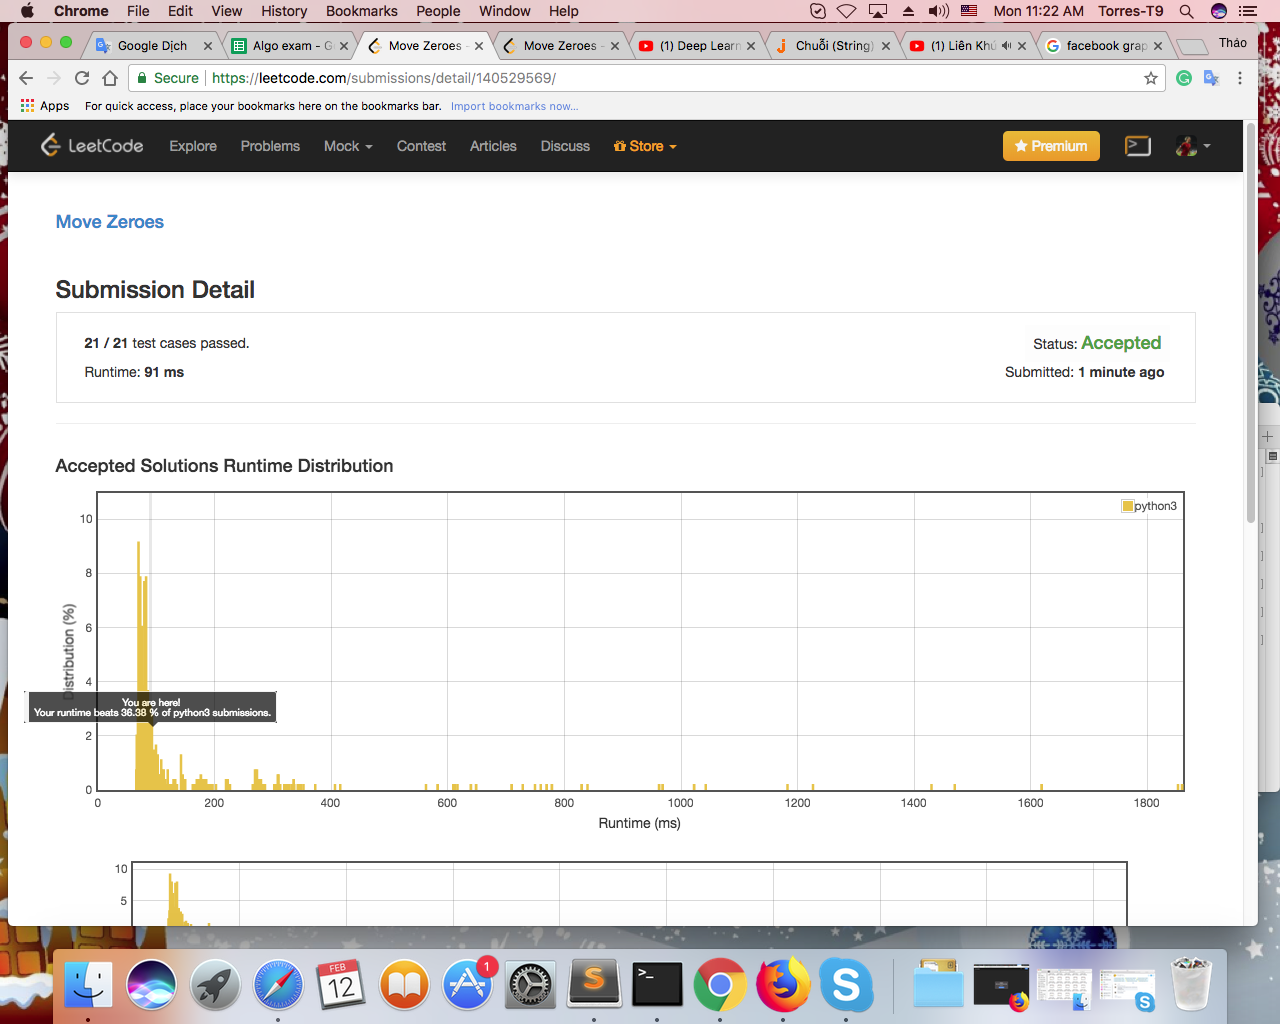 Chrome File Edit View History Bookmarks People Window Help Mon 11:22 AM Torres-T9
Google Dịch Algo exam - G Move Zeroes - Move Zeroes - (1) Deep Learn Chuỗi (String) (1) Liên Khú facebook grap Thảo
Secure https://leetcode.com/submissions/detail/140529569/
Apps For quick access, place your bookmarks here on the bookmarks bar. Import bookmarks now...
LeetCode Explore Problems Mock Contest Articles Discuss Store Premium
Move Zeroes
Submission Detail
21 / 21 test cases passed.
Status: Accepted
Runtime: 91 ms
Submitted: 1 minute ago
Accepted Solutions Runtime Distribution
python3
10
8
6
4
2
0
Distribution (%)
You are here!
Your runtime beats 36.38 % of python3 submissions.
0 200 400 600 800 1000 1200 1400 1600 1800
Runtime (ms)
10
5
FEB
12
1